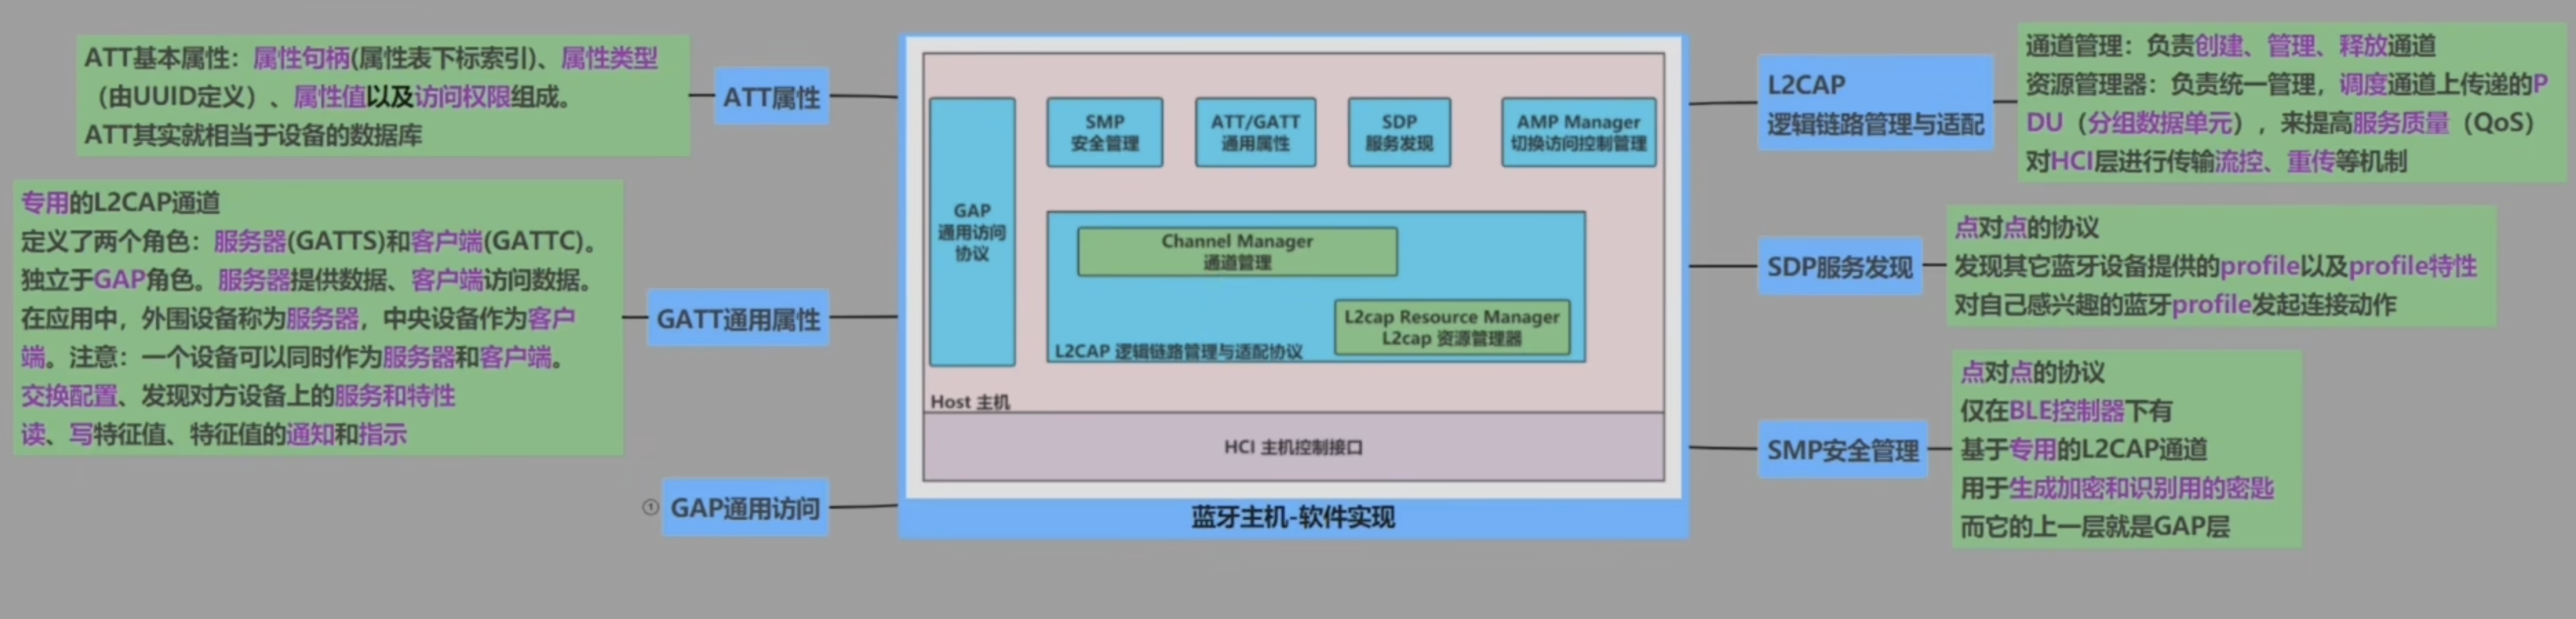 ATT基本属性：属性句柄(属性表下标索引)、属性类型
（由UUID定义）、属性值以及访问权限组成。
ATT其实就相当于设备的数据库
ATT属性
专用的L2CAP通道
定义了两个角色：服务器(GATTS)和客户端(GATTC)。
独立于GAP角色。服务器提供数据、客户端访问数据。
在应用中，外围设备称为服务器，中央设备作为客户
端。注意：一个设备可以同时作为服务器和客户端。
交换配置、发现对方设备上的服务和特性
读、写特征值、特征值的通知和指示
GATT通用属性
①
GAP通用访问
GAP
通用访问
协议
SMP
安全管理
ATT/GATT
通用属性
SDP
服务发现
AMP Manager
切换访问控制管理
Channel Manager
通道管理
L2cap Resource Manager
L2cap 资源管理器
L2CAP 逻辑链路管理与适配协议
Host 主机
HCI 主机控制接口
蓝牙主机-软件实现
L2CAP
逻辑链路管理与适配
通道管理：负责创建、管理、释放通道
资源管理器：负责统一管理，调度通道上传递的P
DU（分组数据单元），来提高服务质量（QoS）
对HCI层进行传输流控、重传等机制
SDP服务发现
点对点的协议
发现其它蓝牙设备提供的profile以及profile特性
对自己感兴趣的蓝牙profile发起连接动作
SMP安全管理
点对点的协议
仅在BLE控制器下有
基于专用的L2CAP通道
用于生成加密和识别用的密匙
而它的上一层就是GAP层